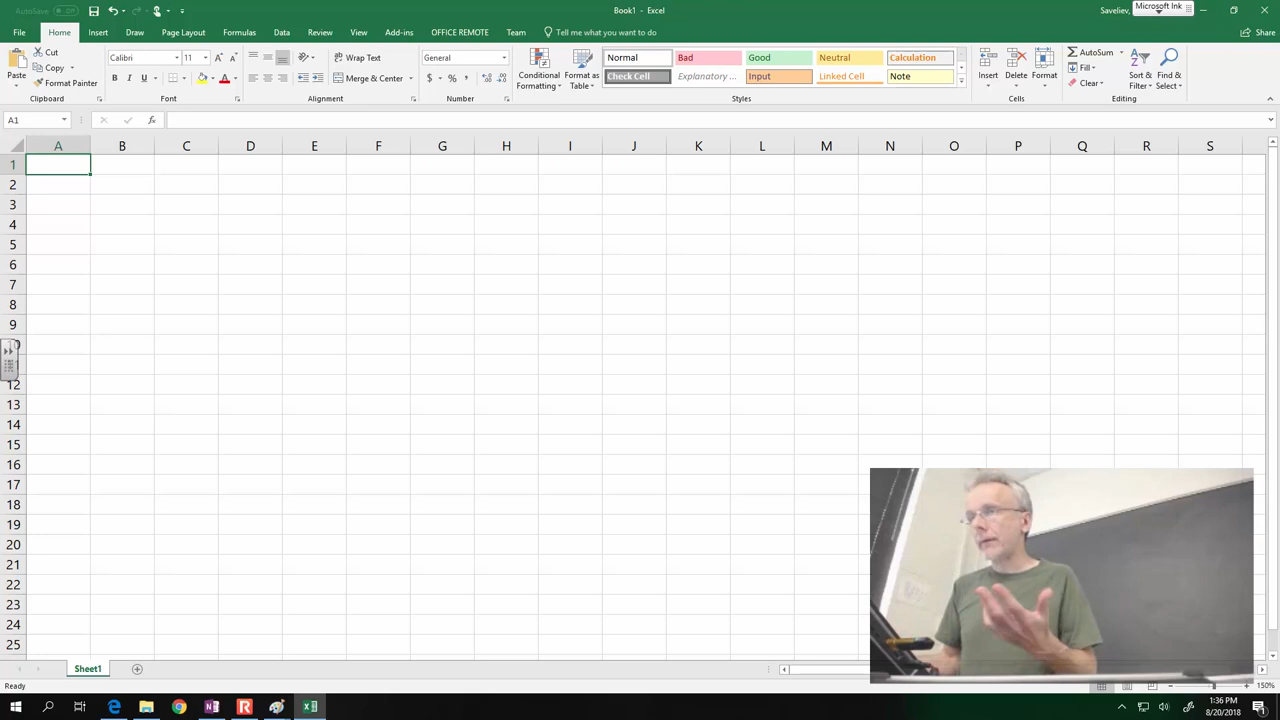 AutoSave Off Book1 - Excel Saveliev, Microsoft Ink
File Home Insert Draw Page Layout Formulas Data Review View Add-ins OFFICE REMOTE Team Tell me what you want to do Share
Cut Calibri 11 Wrap Text General Normal Bad Good Neutral Calculation AutoSum
Paste Copy Conditional Format as Insert Delete Format Fill Sort & Find &
Format Painter B I U A Merge & Center $ % , Formatting Table Check Cell Explanatory ... Input Linked Cell Note Clear Filter Select
Clipboard Font Alignment Number Styles Cells Editing
A1 fx
A B C D E F G H I J K L M N O P Q R S
1
2
3
4
5
6
7
8
9
12
13
14
15
16
17
18
19
20
21
22
23
24
25
Sheet1
Ready 150%
1:36 PM
8/20/2018